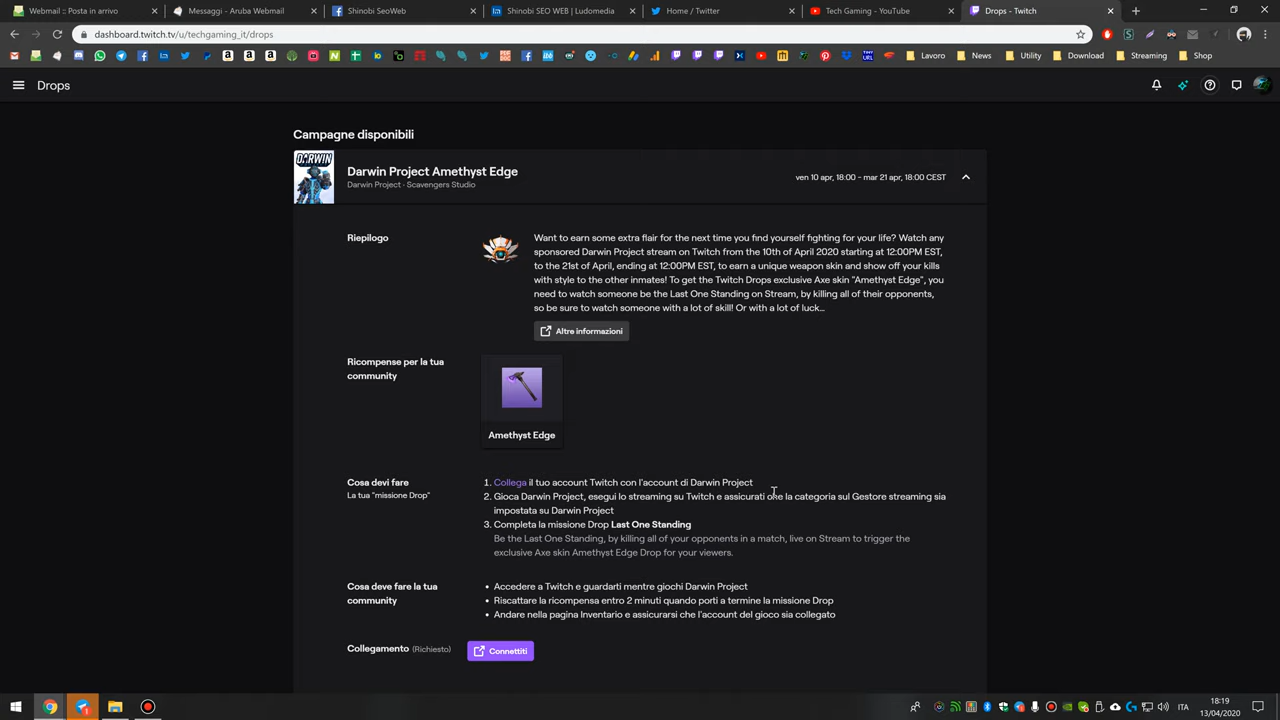 Webmail :: Posta in arrivo
Messaggi - Aruba Webmail
Facebook | Shinobi SeoWeb
Shinobi SEO WEB | Ludomedia
Home / Twitter
Tech Gaming - YouTube
Drops - Twitch
dashboard.twitch.tv/u/techgaming_it/drops
Lavoro
News
Utility
Download
Streaming
Shop
Drops
Campagne disponibili
DARWIN
Darwin Project Amethyst Edge
Darwin Project · Scavengers Studio
ven 10 apr, 18:00 – mar 21 apr, 18:00 CEST
Riepilogo
Want to earn some extra flair for the next time you find yourself fighting for your life? Watch any
sponsored Darwin Project stream on Twitch from the 10th of April 2020 starting at 12:00PM EST,
to the 21st of April, ending at 12:00PM EST, to earn a unique weapon skin and show off your kills
with style to the other inmates! To get the Twitch Drops exclusive Axe skin "Amethyst Edge", you
need to watch someone be the Last One Standing on Stream, by killing all of their opponents,
so be sure to watch someone with a lot of skill! Or with a lot of luck...
Altre informazioni
Ricompense per la tua
community
Amethyst Edge
Cosa devi fare
La tua "missione Drop"
1. Collega il tuo account Twitch con l'account di Darwin Project
2. Gioca Darwin Project, esegui lo streaming su Twitch e assicurati che la categoria sul Gestore streaming sia
impostata su Darwin Project
3. Completa la missione Drop Last One Standing
Be the Last One Standing, by killing all of your opponents in a match, live on Stream to trigger the
exclusive Axe skin Amethyst Edge Drop for your viewers.
Cosa deve fare la tua
community
• Accedere a Twitch e guardarti mentre giochi Darwin Project
• Riscattare la ricompensa entro 2 minuti quando porti a termine la missione Drop
• Andare nella pagina Inventario e assicurarsi che l'account del gioco sia collegato
Collegamento (Richiesto)
Connettiti
ITA
18:19
13/04/2020